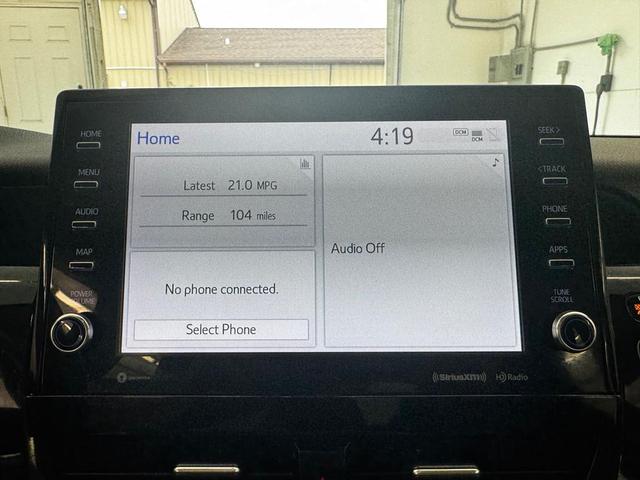 HOME
MENU
AUDIO
MAP
POWER
VOLUME
Home 4:19 DCM
DCM
Latest 21.0 MPG
Range 104 miles
No phone connected.
Select Phone
♪
Audio Off
SEEK >
< TRACK
PHONE
APPS
TUNE
SCROLL
((SiriusXM)) HD Radio